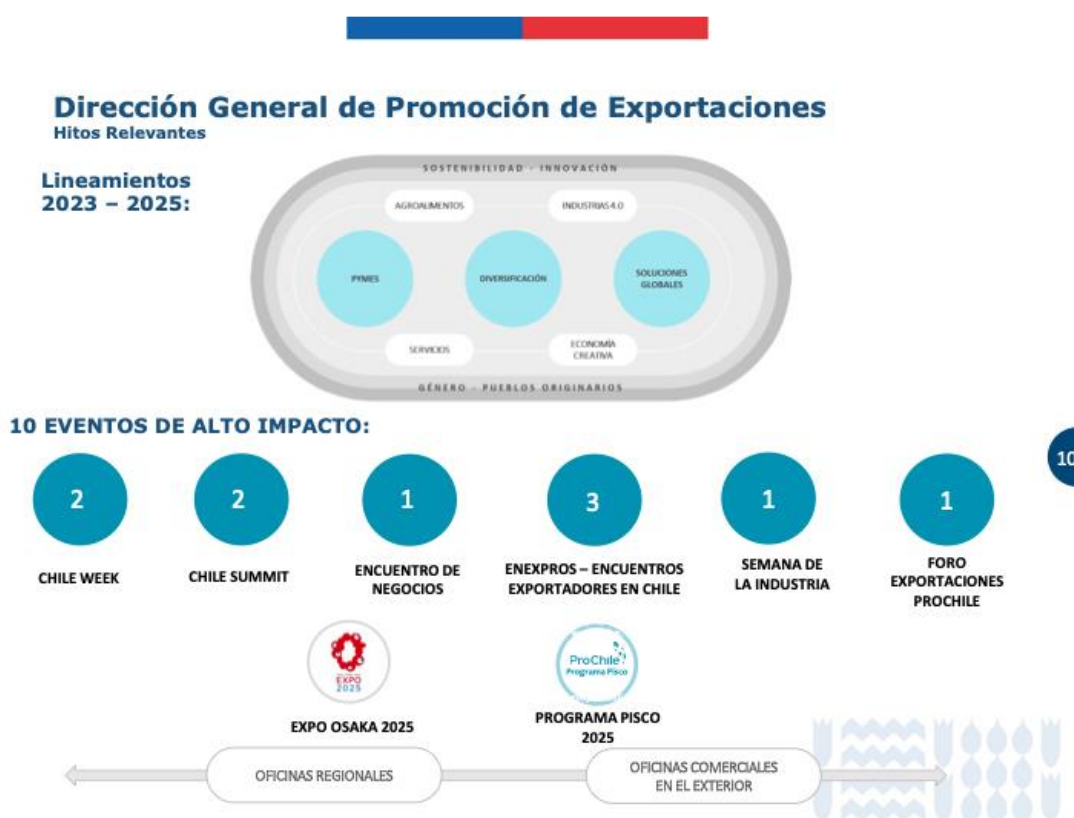 Dirección General de Promoción de Exportaciones
Hitos Relevantes
Lineamientos
2023 – 2025:
SOSTENIBILIDAD - INNOVACIÓN
AGROALIMENTOS
INDUSTRIAS 4.0
PYMES
DIVERSIFICACIÓN
SOLUCIONES
GLOBALES
SERVICIOS
ECONOMÍA
CREATIVA
GÉNERO - PUEBLOS ORIGINARIOS
10 EVENTOS DE ALTO IMPACTO:
10
2
CHILE WEEK
2
CHILE SUMMIT
1
ENCUENTRO DE
NEGOCIOS
3
ENEXPROS – ENCUENTROS
EXPORTADORES EN CHILE
1
SEMANA DE
LA INDUSTRIA
1
FORO
EXPORTACIONES
PROCHILE
EXPO
2025
EXPO OSAKA 2025
ProChile
Programa Pisco
PROGRAMA PISCO
2025
OFICINAS REGIONALES
OFICINAS COMERCIALES
EN EL EXTERIOR